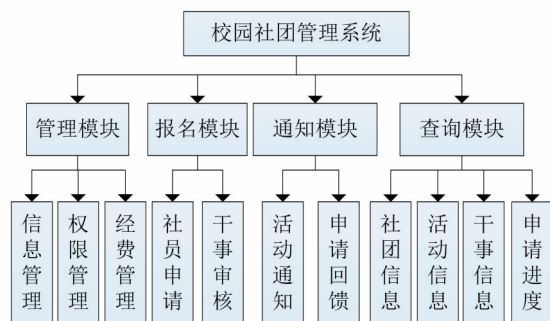 校园社团管理系统
管理模块
报名模块
通知模块
查询模块
信息管理
权限管理
经费管理
社员申请
干事审核
活动通知
申请回馈
社团信息
活动信息
干事信息
申请进度